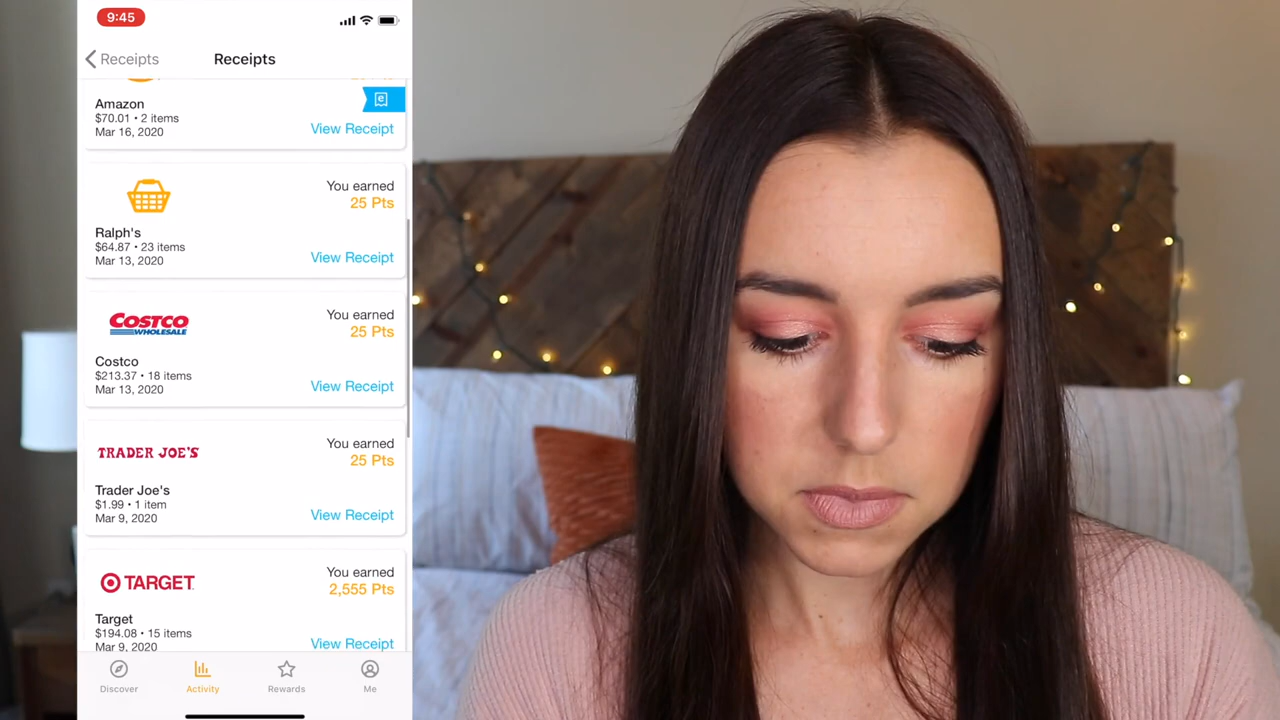 9:45
Receipts
Receipts
Amazon
$70.01 • 2 items
Mar 16, 2020
View Receipt
You earned
25 Pts
Ralph's
$64.87 • 23 items
Mar 13, 2020
View Receipt
COSTCO
WHOLESALE
You earned
25 Pts
Costco
$213.37 • 18 items
Mar 13, 2020
View Receipt
TRADER JOE'S
You earned
25 Pts
Trader Joe's
$1.99 • 1 item
Mar 9, 2020
View Receipt
TARGET
You earned
2,555 Pts
Target
$194.08 • 15 items
Mar 9, 2020
View Receipt
Discover
Activity
Rewards
Me